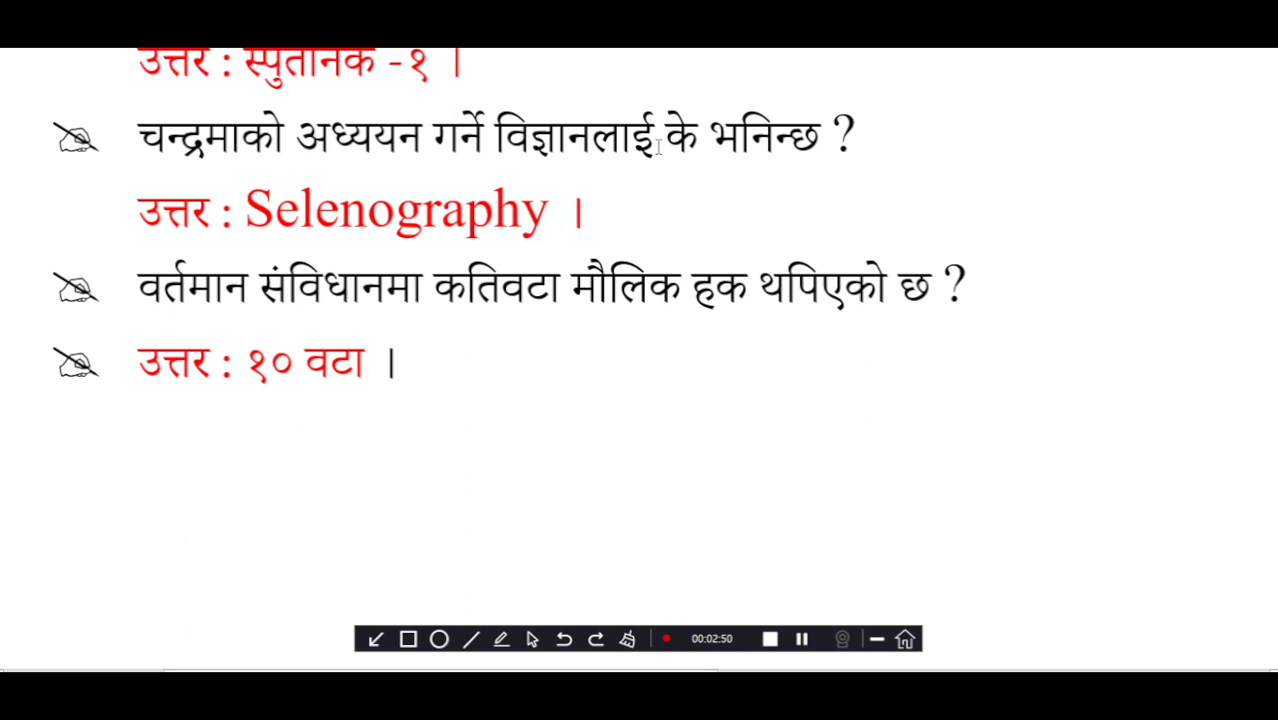 उत्तर : स्पुतनिक -१ ।
चन्द्रमाको अध्ययन गर्ने विज्ञानलाई के भनिन्छ ?
उत्तर : Selenography ।
वर्तमान संविधानमा कतिवटा मौलिक हक थपिएको छ ?
उत्तर : १० वटा ।
00:02:50